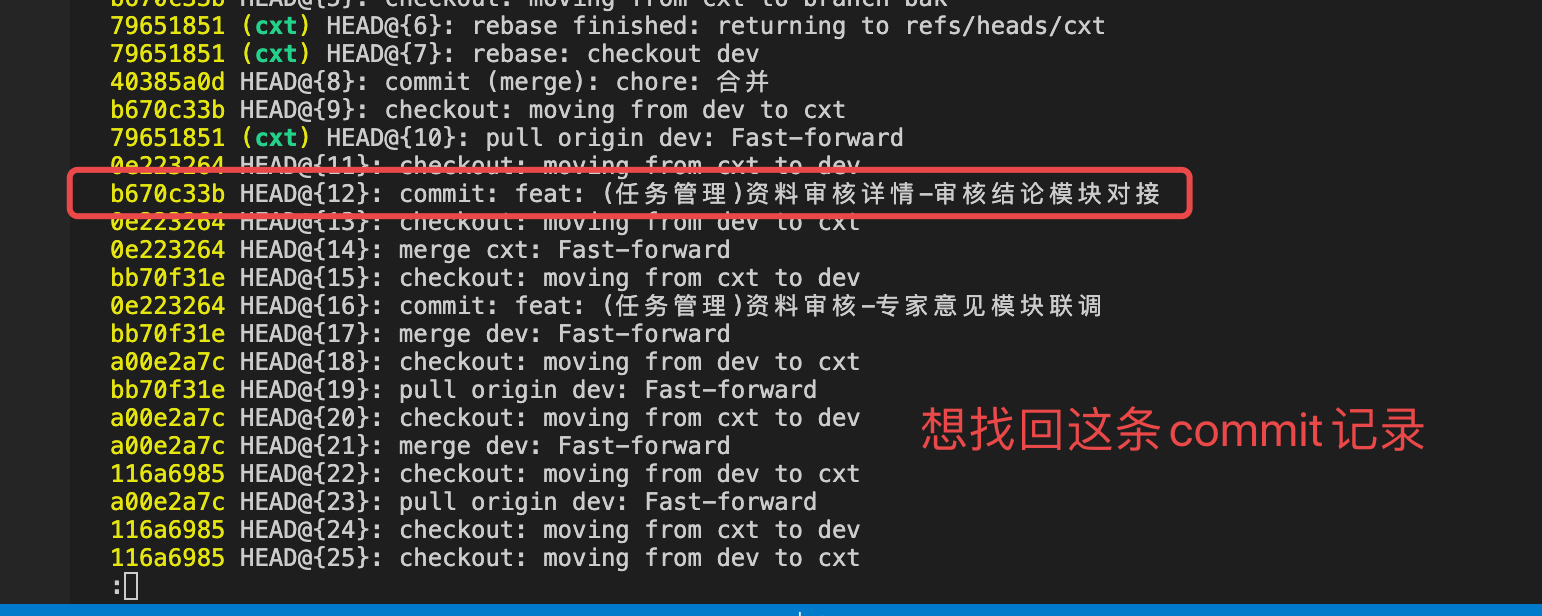 b670c33b HEAD@{5}: checkout: moving from cxt to branch bak
79651851 (cxt) HEAD@{6}: rebase finished: returning to refs/heads/cxt
79651851 (cxt) HEAD@{7}: rebase: checkout dev
40385a0d HEAD@{8}: commit (merge): chore: 合并
b670c33b HEAD@{9}: checkout: moving from dev to cxt
79651851 (cxt) HEAD@{10}: pull origin dev: Fast-forward
0e223264 HEAD@{11}: checkout: moving from cxt to dev
b670c33b HEAD@{12}: commit: feat: (任务管理)资料审核详情-审核结论模块对接
0e223264 HEAD@{13}: checkout: moving from dev to cxt
0e223264 HEAD@{14}: merge cxt: Fast-forward
bb70f31e HEAD@{15}: checkout: moving from cxt to dev
0e223264 HEAD@{16}: commit: feat: (任务管理)资料审核-专家意见模块联调
bb70f31e HEAD@{17}: merge dev: Fast-forward
a00e2a7c HEAD@{18}: checkout: moving from dev to cxt
bb70f31e HEAD@{19}: pull origin dev: Fast-forward
a00e2a7c HEAD@{20}: checkout: moving from cxt to dev
a00e2a7c HEAD@{21}: merge dev: Fast-forward
想找回这条commit记录
116a6985 HEAD@{22}: checkout: moving from dev to cxt
a00e2a7c HEAD@{23}: pull origin dev: Fast-forward
116a6985 HEAD@{24}: checkout: moving from cxt to dev
116a6985 HEAD@{25}: checkout: moving from dev to cxt
: